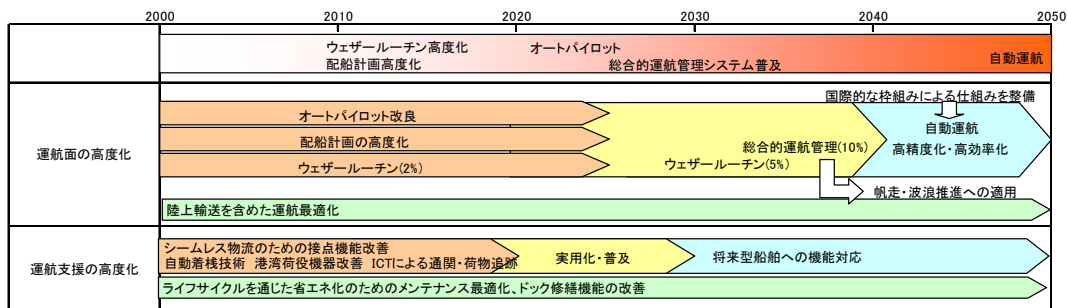 2000 2010 2020 2030 2040 2050
ウェザールーチン高度化 オートパイロット
配船計画高度化 総合的運航管理システム普及 自動運航
国際的な枠組みによる仕組みを整備
運航面の高度化
オートパイロット改良
配船計画の高度化
ウェザールーチン(2%)
総合的運航管理(10%)
ウェザールーチン(5%)
自動運航
高精度化・高効率化
帆走・波浪推進への適用
陸上輸送を含めた運航最適化
運航支援の高度化
シームレス物流のための接点機能改善
自動着桟技術 港湾荷役機器改善 ICTIによる通関・荷物追跡
実用化・普及
将来型船舶への機能対応
ライフサイクルを通じた省エネ化のためのメンテナンス最適化、ドック修繕機能の改善